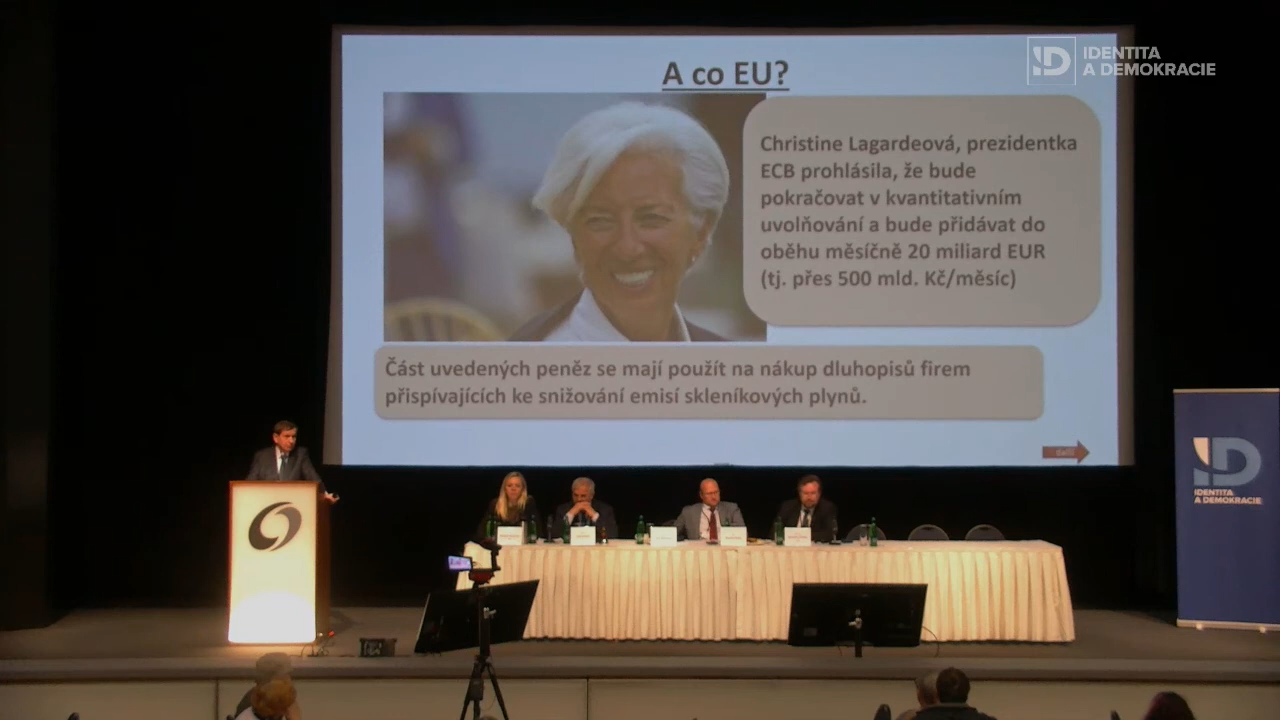 A co EU?
IDENTITA
A DEMOKRACIE
Christine Lagardeová, prezidentka
ECB prohlásila, že bude
pokračovat v kvantitativním
uvolňování a bude přidávat do
oběhu měsíčně 20 miliard EUR
(tj. přes 500 mld. Kč/měsíc)
Část uvedených peněz se mají použít na nákup dluhopisů firem
přispívajících ke snižování emisí skleníkových plynů.
IDENTITA
A DEMOKRACIE